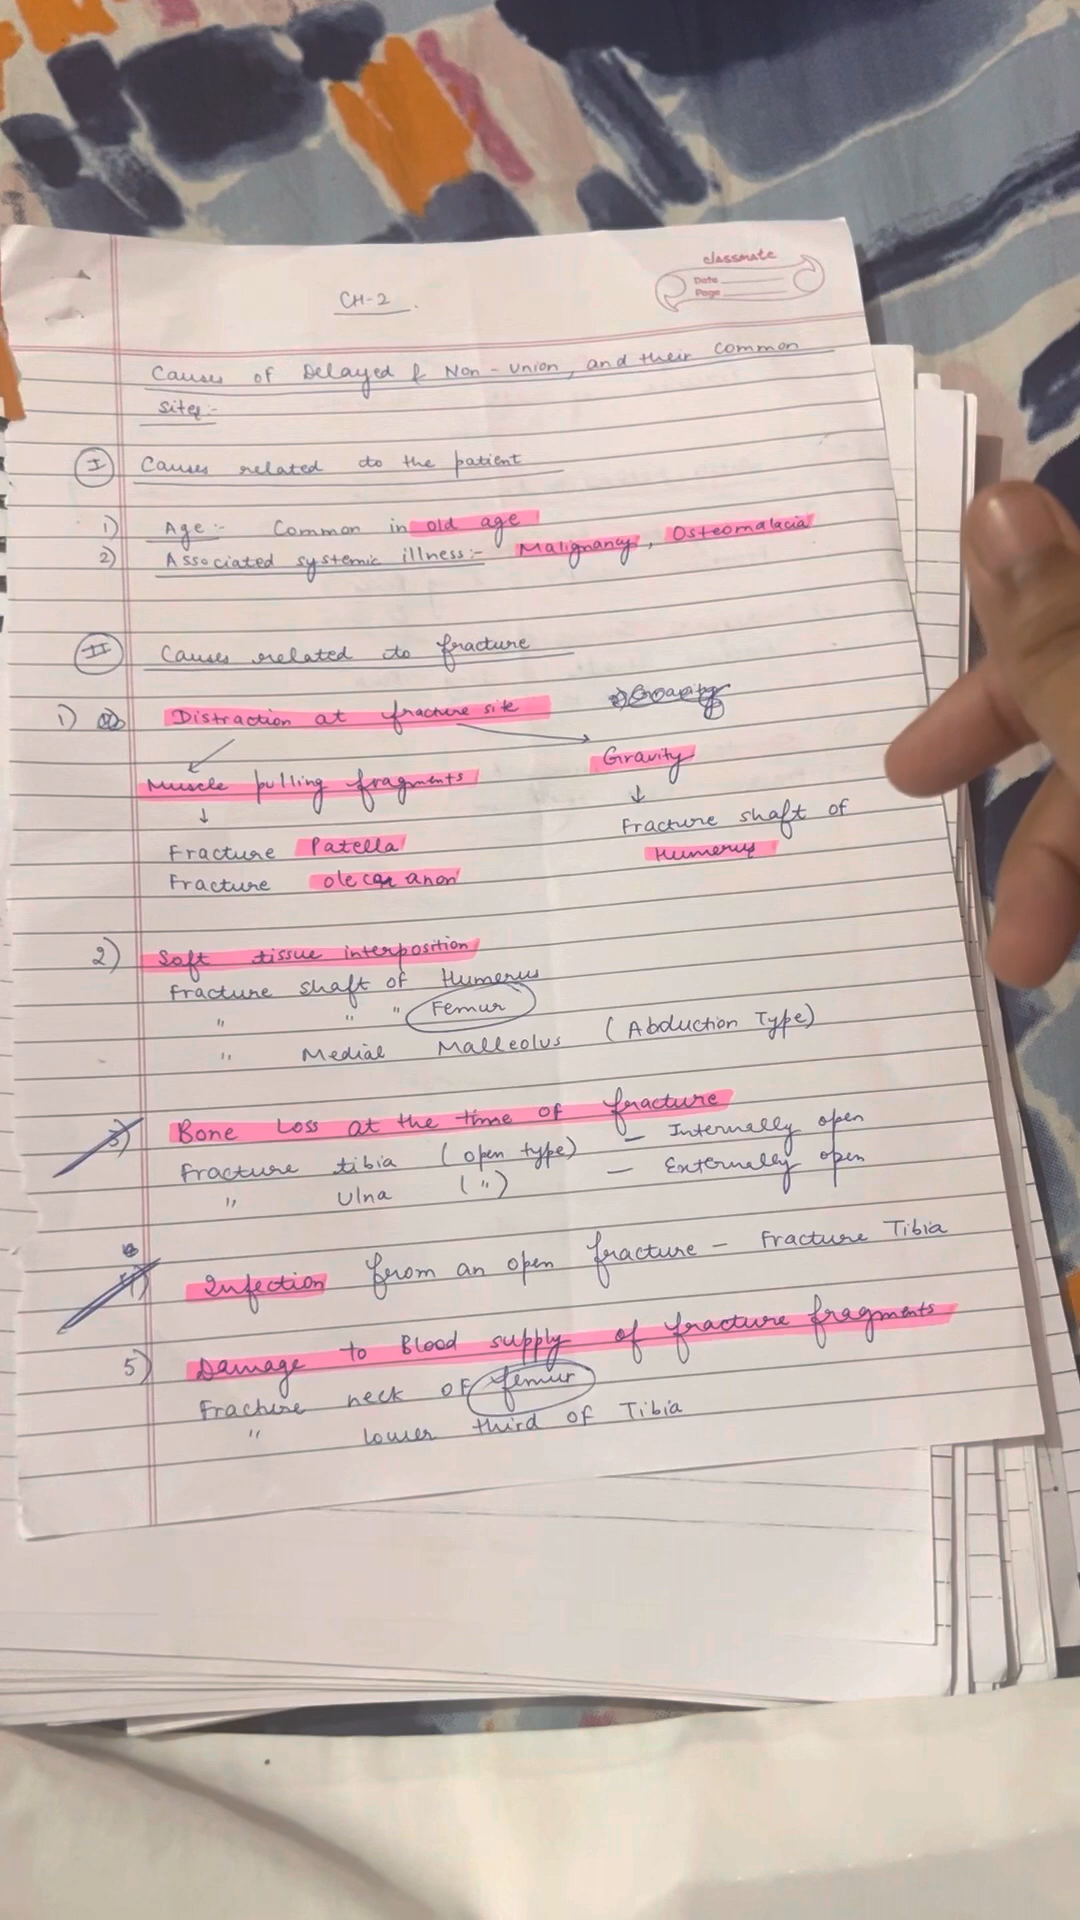 classmate
Date
Page
CH-2
Causes of Delayed & Non-Union, and their common
sites:-
I Causes related to the patient
1) Age:- Common in old age
2) Associated systemic illness:- Malignancy, Osteomalacia
II Causes related to fracture
1) Distraction at fracture site
Gravity
Muscle pulling fragments
Gravity
↓
↓
Fracture Patella
Fracture olecranon
Fracture shaft of
Humerus
2) Soft tissue interposition
Fracture shaft of Humerus
" " " Femur
" Medial Malleolus (Abduction Type)
3) Bone Loss at the time of fracture
Fracture tibia (open type) – Internally open
" Ulna (") – Externally open
4) Infection from an open fracture – Fracture Tibia
5) Damage to Blood supply of fracture fragments
Fracture neck of femur
" lower third of Tibia